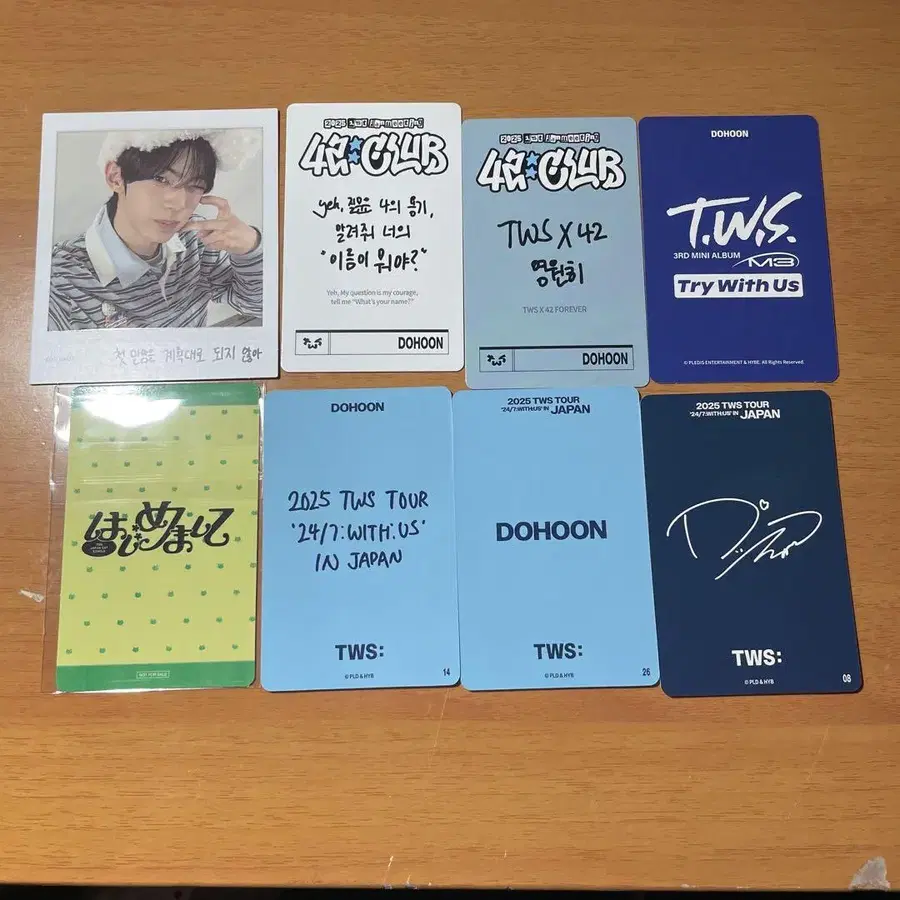 첫 만남은 계획대로 되지 않아
2025 1st fanmeeting
42:CLUB
yeh, 질문은 나의 용기,
말려줘 너의
"이름이 뭐야?"
Yeh, My question is my courage,
tell me "What's your name?"
TWS
DOHOON
2025 1st fanmeeting
42:CLUB
TWS X 42
영원히
TWS X 42 FOREVER
TWS
DOHOON
DOHOON
T.W.S.
3RD MINI ALBUM
M3
Try With Us
© PLEDIS ENTERTAINMENT & HYBE. All Rights Reserved.
はじめまして
NOT FOR SALE
DOHOON
2025 TWS TOUR
'24/7:WITH:US'
IN JAPAN
TWS:
© PLD & HYB
14
2025 TWS TOUR
'24/7:WITH:US' IN JAPAN
DOHOON
TWS:
© PLD & HYB
26
2025 TWS TOUR
'24/7:WITH:US' IN JAPAN
TWS:
© PLD & HYB
08